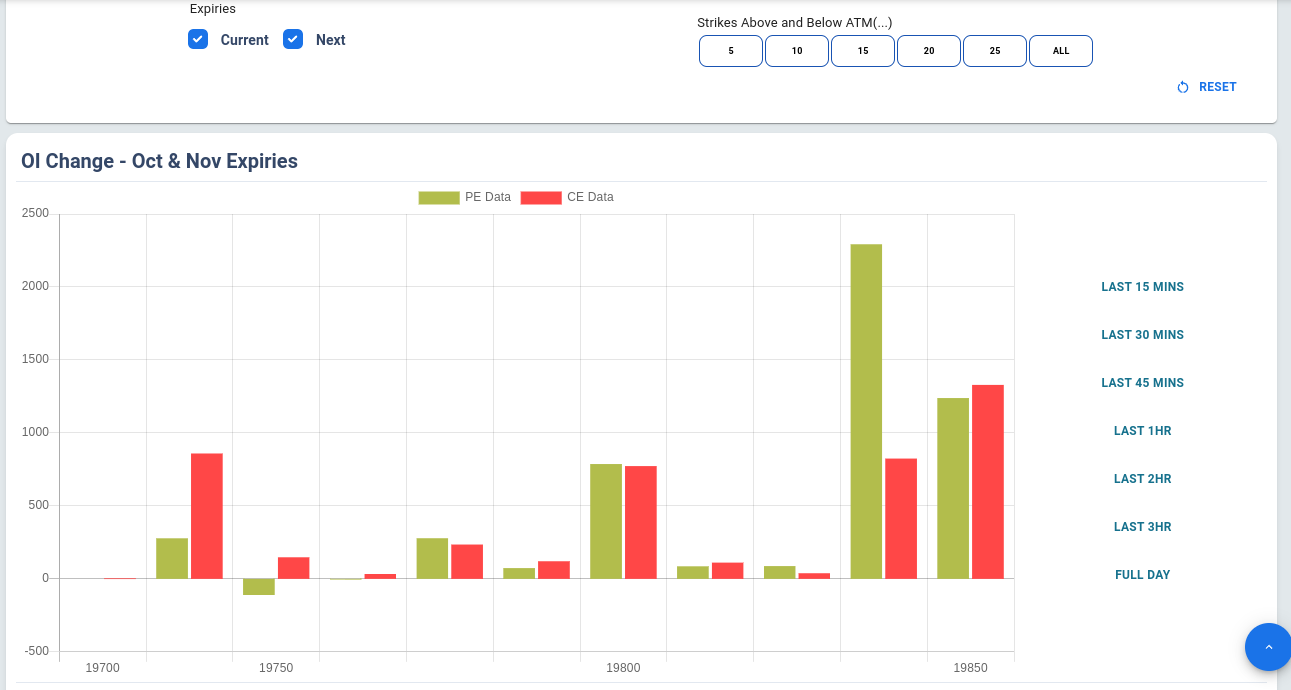 Expiries
Current Next
Strikes Above and Below ATM(...)
5 10 15 20 25 ALL
RESET
OI Change - Oct & Nov Expiries
PE Data CE Data
2500
2000
1500
1000
500
0
-500
19700 19750 19800 19850
LAST 15 MINS
LAST 30 MINS
LAST 45 MINS
LAST 1HR
LAST 2HR
LAST 3HR
FULL DAY